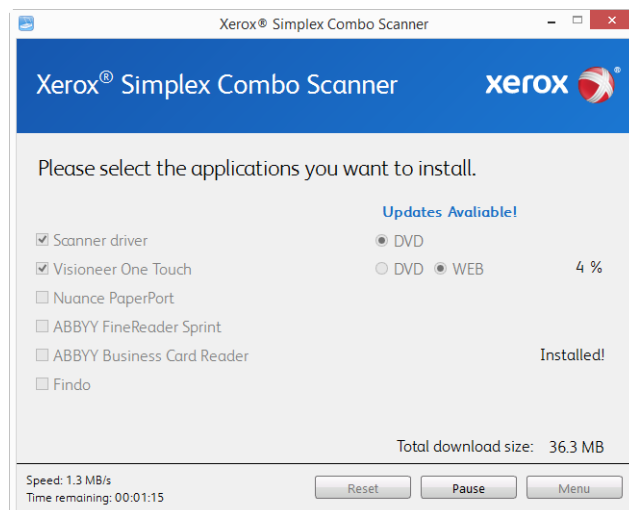 Xerox® Simplex Combo Scanner
Xerox® Simplex Combo Scanner
xerox®
Please select the applications you want to install.
Updates Avaliable!
Scanner driver DVD
Visioneer One Touch DVD WEB 4 %
Nuance PaperPort
ABBYY FineReader Sprint
ABBYY Business Card Reader Installed!
Findo
Total download size: 36.3 MB
Speed: 1.3 MB/s
Time remaining: 00:01:15
Reset Pause Menu